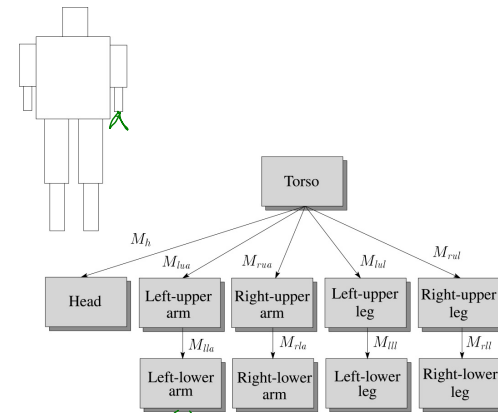 Torso
M_h
M_lua
M_rua
M_lul
M_rul
Head
Left-upper
arm
Right-upper
arm
Left-upper
leg
Right-upper
leg
M_lla
M_rla
M_lll
M_rll
Left-lower
arm
Right-lower
arm
Left-lower
leg
Right-lower
leg